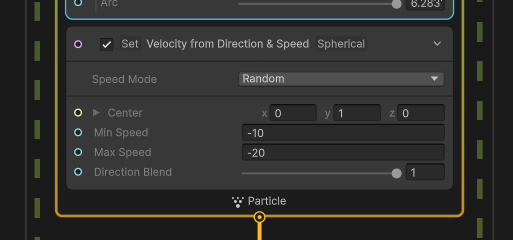 Arc 6.283
Set Velocity from Direction & Speed Spherical
Speed Mode Random
Center x 0 y 1 z 0
Min Speed -10
Max Speed -20
Direction Blend 1
Particle